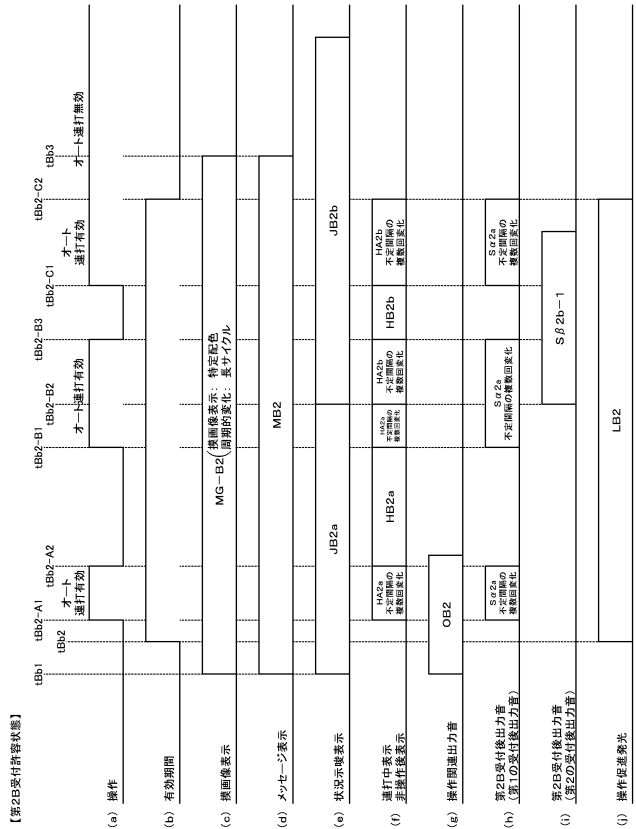 【第2B受付許容状態】
tBb1
tBb2
tBb2-A1
tBb2-A2
tBb2-B1
tBb2-B2
tBb2-B3
tBb2-C1
tBb2-C2
tBb3
(a) 操作
オート
連打有効
オート
連打有効
オート
連打有効
オート連打無効
(b) 有効期間
(c) 摸画像表示
MG-B2(摸画像表示: 特定配色
周期的変化: 長サイクル
(d) メッセージ表示
MB2
(e) 状況示唆表示
JB2a
JB2b
(f) 連打中表示
非操作後表示
HA2a
不定間隔の
複数回変化
HB2a
HA2a
不定間隔の
複数回変化
HA2b
不定間隔の
複数回変化
HB2b
HA2b
不定間隔の
複数回変化
(g) 操作関連出力音
OB2
(h) 第2B受付後出力音
(第1の受付後出力音)
Sα2a
不定間隔の
複数回変化
Sα2a
不定間隔の複数回変化
Sα2a
不定間隔の
複数回変化
(i) 第2B受付後出力音
(第2の受付後出力音)
Sβ2b-1
(j) 操作促進発光
LB2